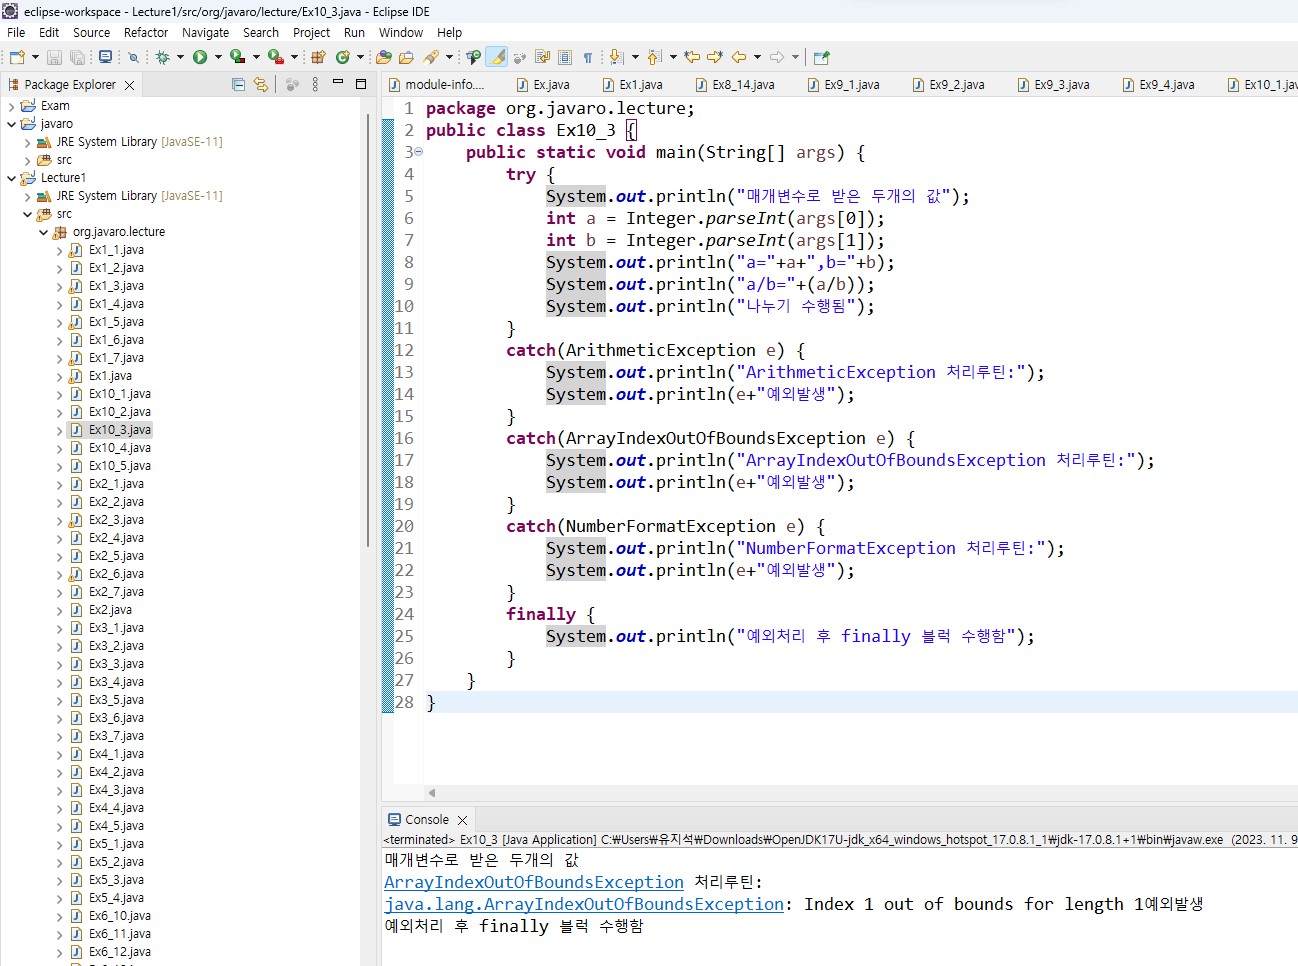 eclipse-workspace - Lecture1/src/org/javaro/lecture/Ex10_3.java - Eclipse IDE
File Edit Source Refactor Navigate Search Project Run Window Help
Package Explorer
module-info.... Ex.java Ex1.java Ex8_14.java Ex9_1.java Ex9_2.java Ex9_3.java Ex9_4.java Ex10_1.jav
Exam
javaro
JRE System Library [JavaSE-11]
src
Lecture1
JRE System Library [JavaSE-11]
src
org.javaro.lecture
Ex1_1.java
Ex1_2.java
Ex1_3.java
Ex1_4.java
Ex1_5.java
Ex1_6.java
Ex1_7.java
Ex1.java
Ex10_1.java
Ex10_2.java
Ex10_3.java
Ex10_4.java
Ex10_5.java
Ex2_1.java
Ex2_2.java
Ex2_3.java
Ex2_4.java
Ex2_5.java
Ex2_6.java
Ex2_7.java
Ex2.java
Ex3_1.java
Ex3_2.java
Ex3_3.java
Ex3_4.java
Ex3_5.java
Ex3_6.java
Ex3_7.java
Ex4_1.java
Ex4_2.java
Ex4_3.java
Ex4_4.java
Ex4_5.java
Ex5_1.java
Ex5_2.java
Ex5_3.java
Ex5_4.java
Ex6_10.java
Ex6_11.java
Ex6_12.java
1 package org.javaro.lecture;
2 public class Ex10_3 {
3 public static void main(String[] args) {
4 try {
5 System.out.println("매개변수로 받은 두개의 값");
6 int a = Integer.parseInt(args[0]);
7 int b = Integer.parseInt(args[1]);
8 System.out.println("a="+a+",b="+b);
9 System.out.println("a/b="+(a/b));
10 System.out.println("나누기 수행됨");
11 }
12 catch(ArithmeticException e) {
13 System.out.println("ArithmeticException 처리루틴:");
14 System.out.println(e+"예외발생");
15 }
16 catch(ArrayIndexOutOfBoundsException e) {
17 System.out.println("ArrayIndexOutOfBoundsException 처리루틴:");
18 System.out.println(e+"예외발생");
19 }
20 catch(NumberFormatException e) {
21 System.out.println("NumberFormatException 처리루틴:");
22 System.out.println(e+"예외발생");
23 }
24 finally {
25 System.out.println("예외처리 후 finally 블럭 수행함");
26 }
27 }
28 }
Console
<terminated> Ex10_3 [Java Application] C:₩Users₩유지석₩Downloads₩OpenJDK17U-jdk_x64_windows_hotspot_17.0.8.1_1₩jdk-17.0.8.1+1₩bin₩javaw.exe (2023. 11. 9
매개변수로 받은 두개의 값
ArrayIndexOutOfBoundsException 처리루틴:
java.lang.ArrayIndexOutOfBoundsException: Index 1 out of bounds for length 1예외발생
예외처리 후 finally 블럭 수행함